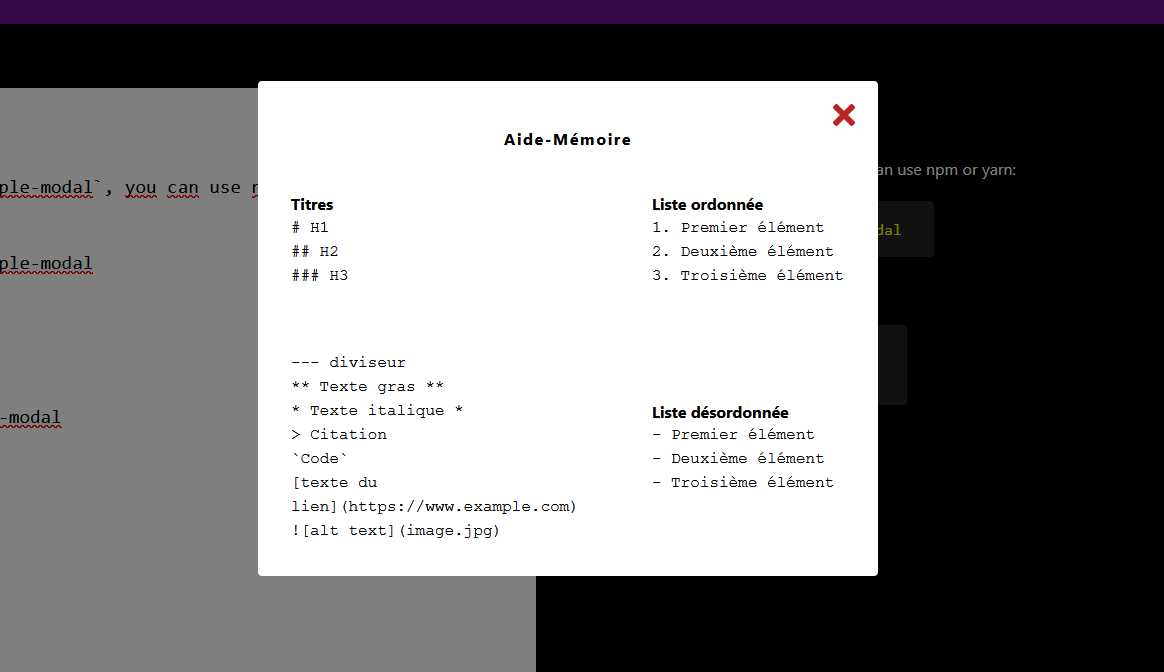 Aide-Mémoire
ple-modal`, you can use
an use npm or yarn:
dal
ple-modal
-modal
Titres
# H1
## H2
### H3
--- diviseur
** Texte gras **
* Texte italique *
> Citation
`Code`
[texte du
lien](https://www.example.com)
![alt text](image.jpg)
Liste ordonnée
1. Premier élément
2. Deuxième élément
3. Troisième élément
Liste désordonnée
- Premier élément
- Deuxième élément
- Troisième élément